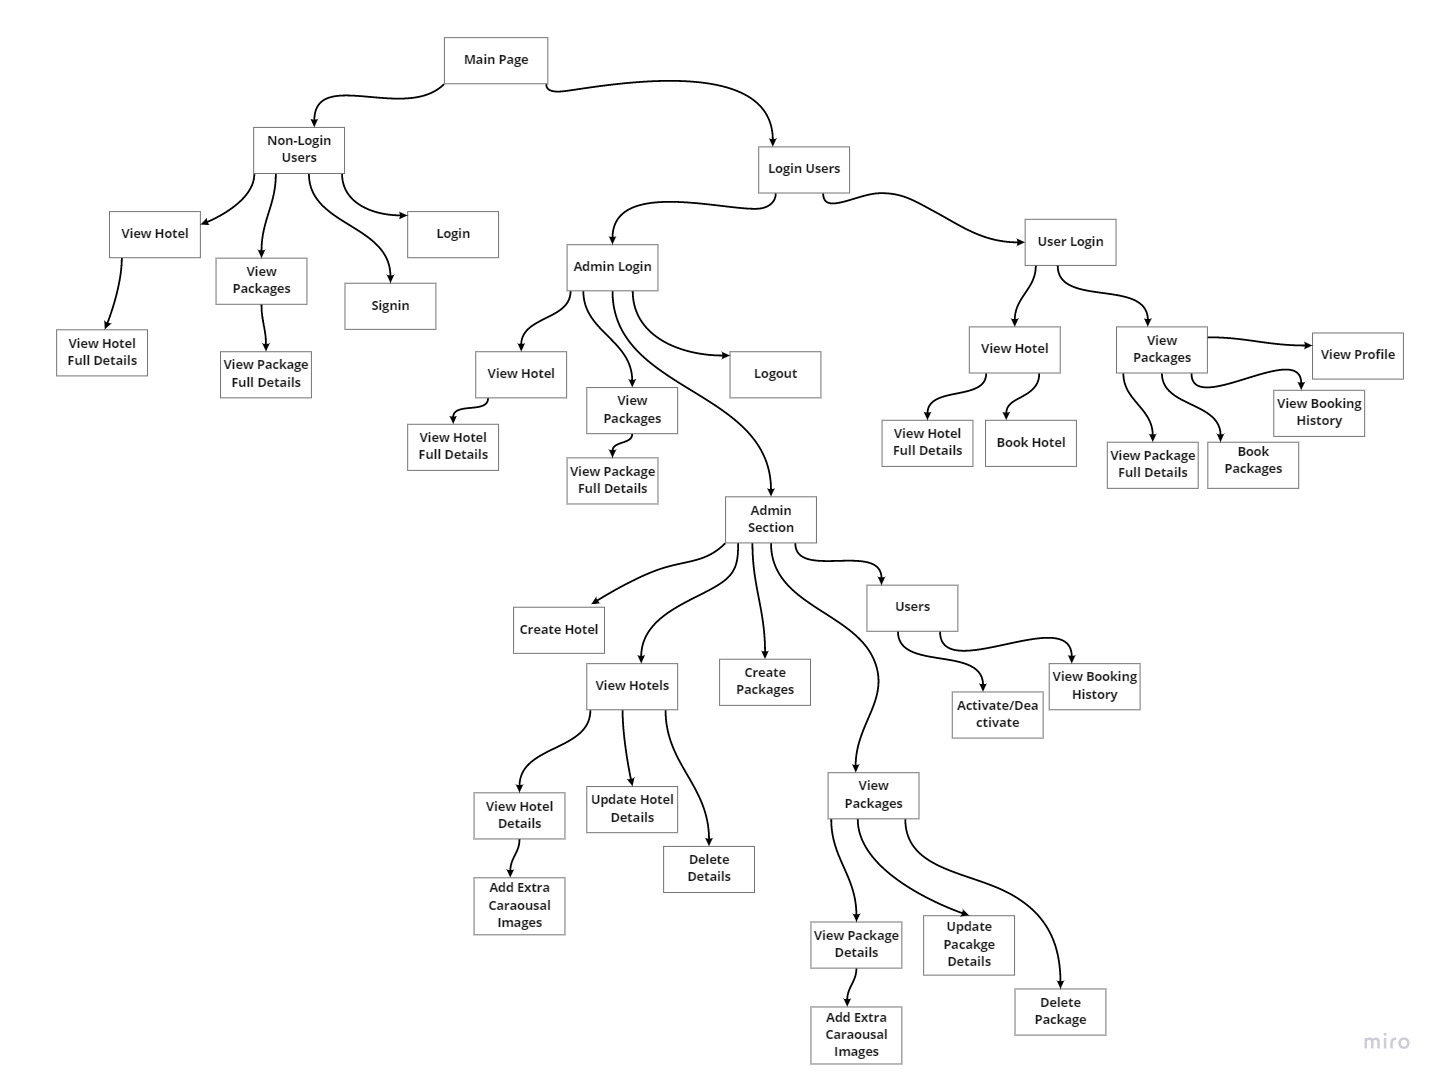 Main Page
Non-Login
Users
Login Users
View Hotel
Login
User Login
View
Packages
Admin Login
Signin
View Hotel
Full Details
View Package
Full Details
View Hotel
View
Packages
View Profile
View Hotel
Logout
View
Packages
View Booking
History
View Hotel
Full Details
View Package
Full Details
View Hotel
Full Details
Book Hotel
View Package
Full Details
Book
Packages
Admin
Section
Users
Create Hotel
View Hotels
Create
Packages
View Booking
History
Activate/Dea
ctivate
View Hotel
Details
Update Hotel
Details
View
Packages
Delete
Details
Add Extra
Caraousal
Images
View Package
Details
Update
Pacakge
Details
Delete
Package
Add Extra
Caraousal
Images
miro